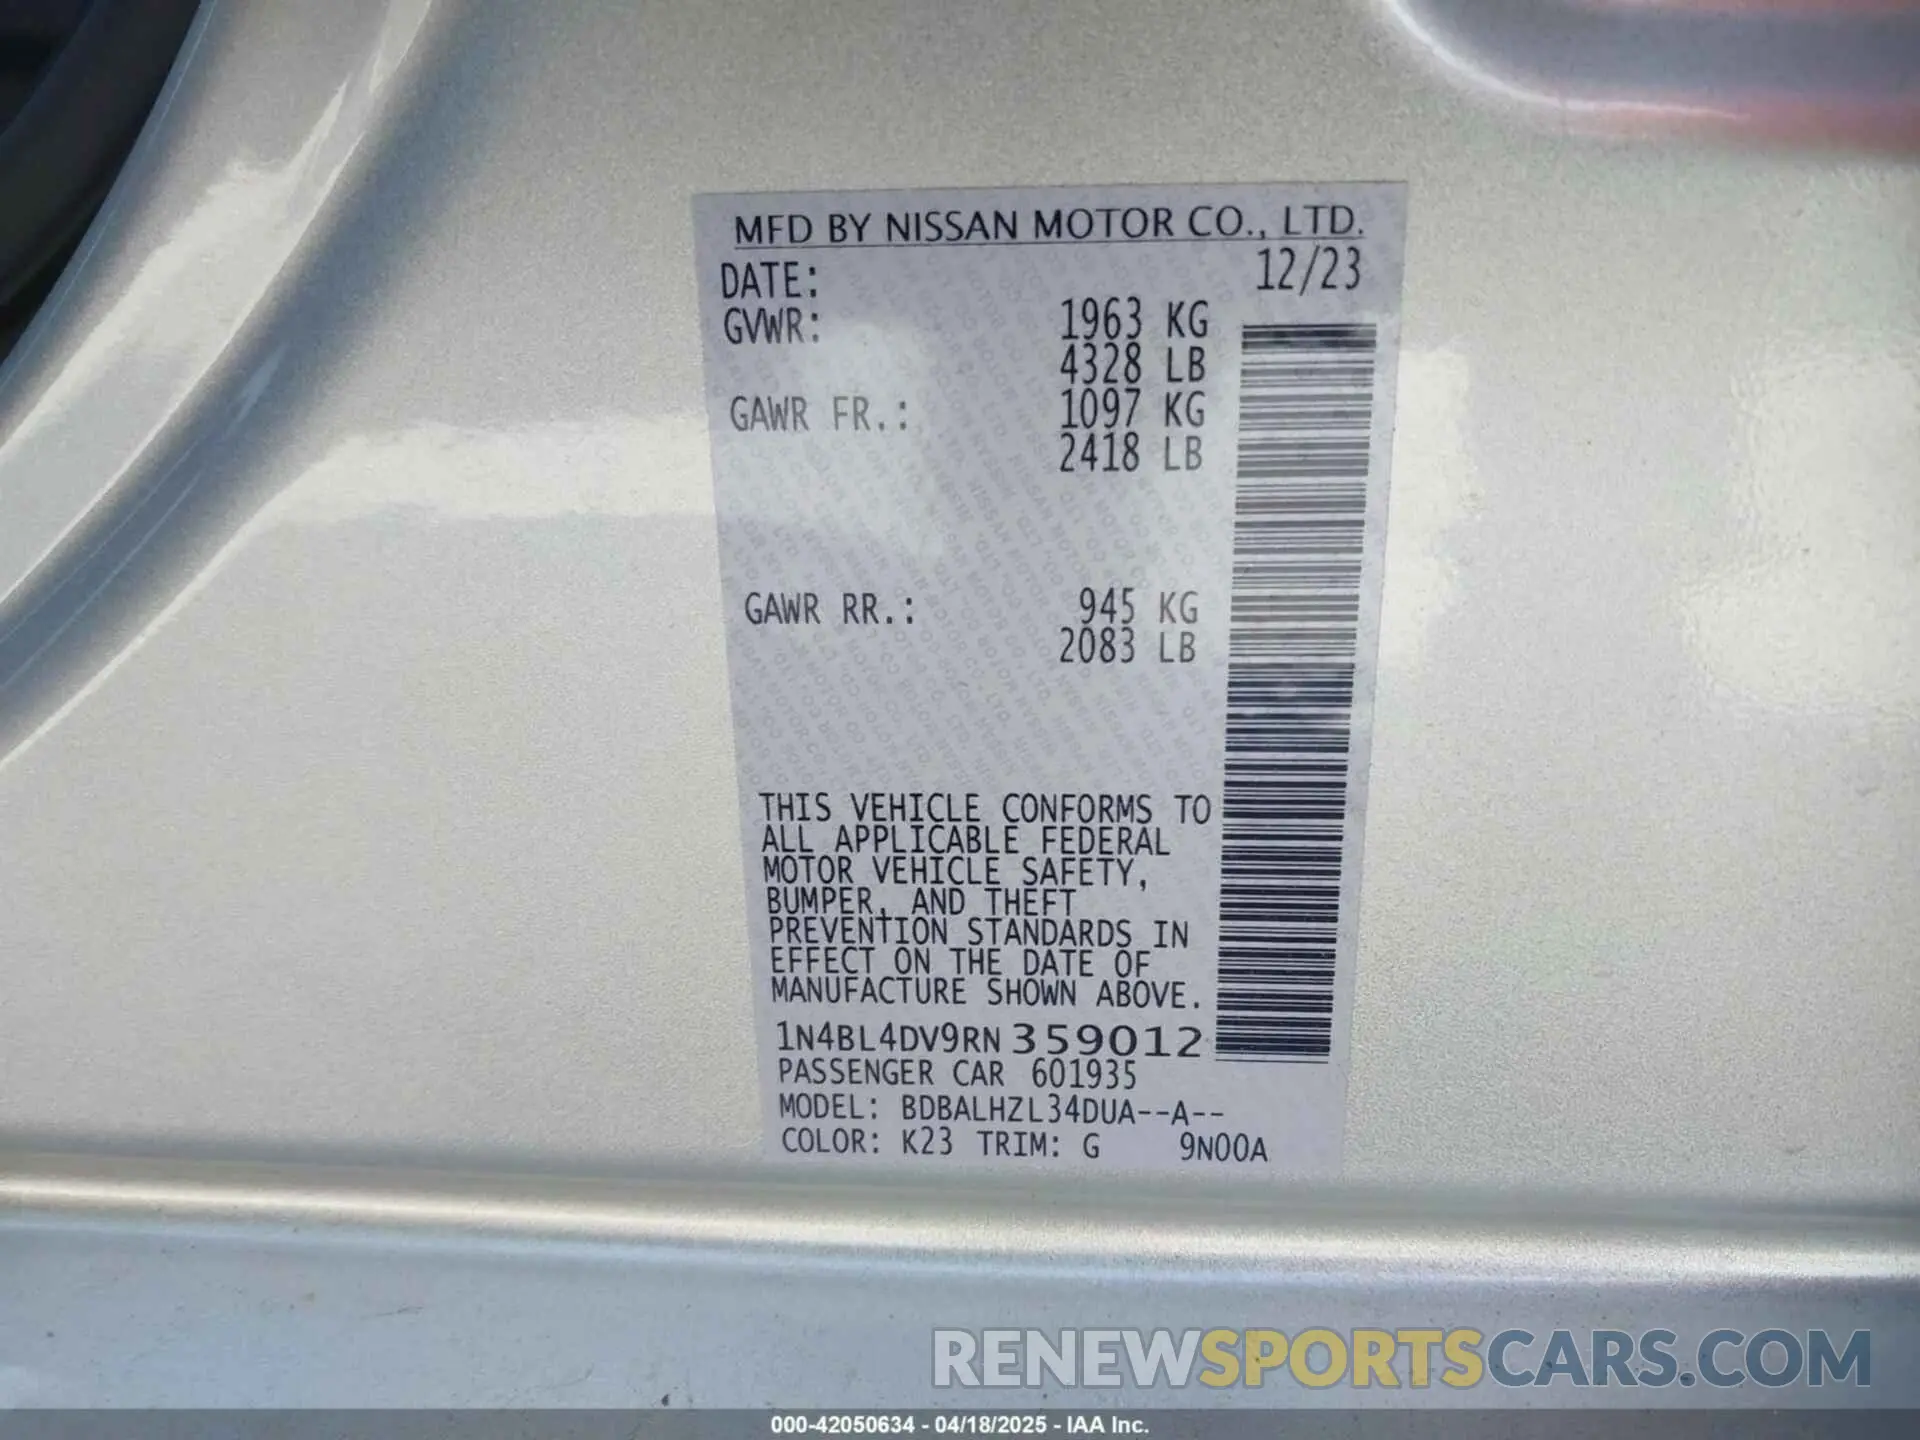 MFD BY NISSAN MOTOR CO., LTD.
DATE: 12/23
GVWR: 1963 KG
4328 LB
GAWR FR.: 1097 KG
2418 LB
GAWR RR.: 945 KG
2083 LB
THIS VEHICLE CONFORMS TO
ALL APPLICABLE FEDERAL
MOTOR VEHICLE SAFETY,
BUMPER, AND THEFT
PREVENTION STANDARDS IN
EFFECT ON THE DATE OF
MANUFACTURE SHOWN ABOVE.
1N4BL4DV9RN359012
PASSENGER CAR 601935
MODEL: BDBALHZL34DUA--A--
COLOR: K23 TRIM: G 9N00A
RENEWSPORTSCARS.COM
000-42050634 - 04/18/2025 - IAA Inc.